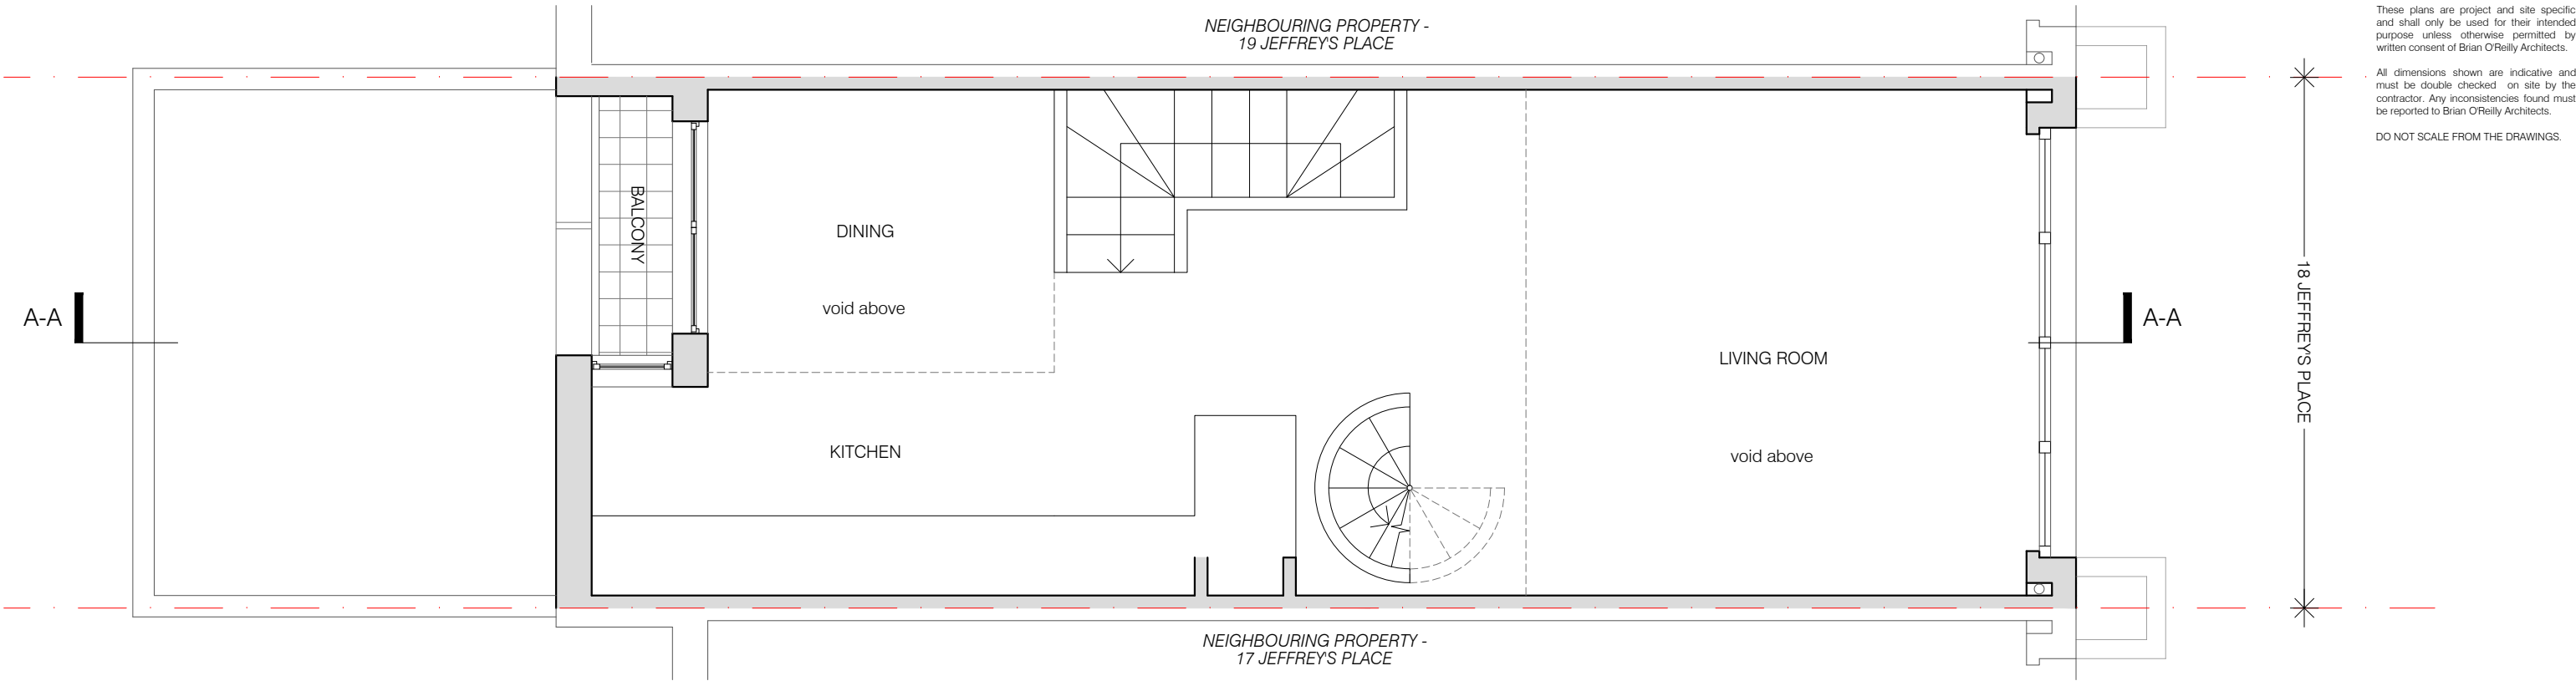 NEIGHBOURING PROPERTY -
19 JEFFREY'S PLACE
These plans are project and site specific
and shall only be used for their intended
purpose unless otherwise permitted by
written consent of Brian O'Reilly Architects.
All dimensions shown are indicative and
must be double checked on site by the
contractor. Any inconsistencies found must
be reported to Brian O'Reilly Architects.
DO NOT SCALE FROM THE DRAWINGS.
BALCONY
DINING
void above
A-A
A-A
18 JEFFREY'S PLACE
LIVING ROOM
KITCHEN
void above
NEIGHBOURING PROPERTY -
17 JEFFREY'S PLACE